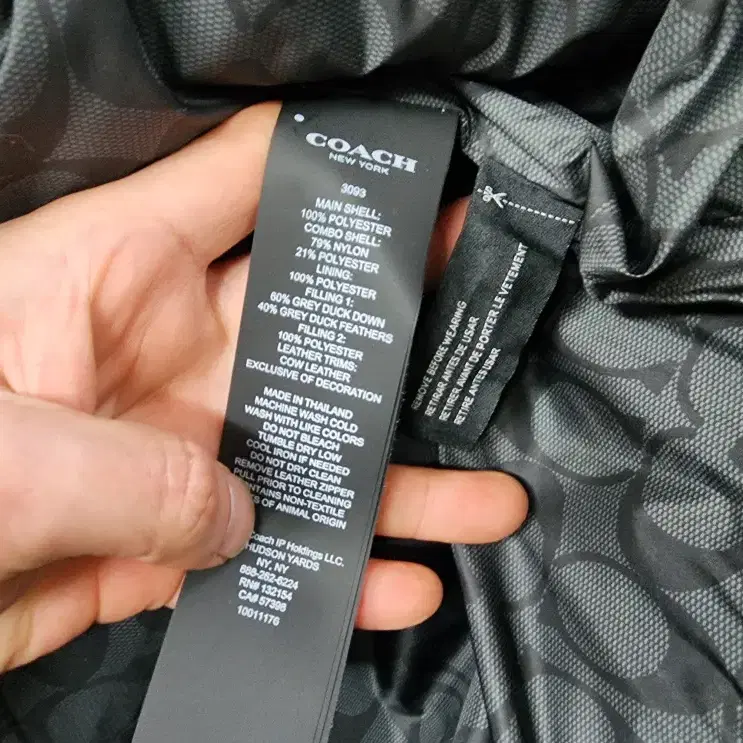 COACH
NEW YORK
3093
MAIN SHELL:
100% POLYESTER
COMBO SHELL:
79% NYLON
21% POLYESTER
LINING:
100% POLYESTER
FILLING 1:
60% GREY DUCK DOWN
40% GREY DUCK FEATHERS
FILLING 2:
100% POLYESTER
LEATHER TRIMS:
COW LEATHER
EXCLUSIVE OF DECORATION
MADE IN THAILAND
MACHINE WASH COLD
WASH WITH LIKE COLORS
DO NOT BLEACH
TUMBLE DRY LOW
COOL IRON IF NEEDED
DO NOT DRY CLEAN
REMOVE LEATHER ZIPPER
PULL PRIOR TO CLEANING
NON-TEXTILE
OF ANIMAL ORIGIN
Coach IP Holdings LLC.
HUDSON YARDS
NY, NY
888-262-6224
RN# 132154
CA# 57398
10011176
REMOVE BEFORE WEARING
RETIRAR ANTES DE USAR
RETIRER AVANT DE PORTER LE VETEMENT
RETIRE ANTES USAR